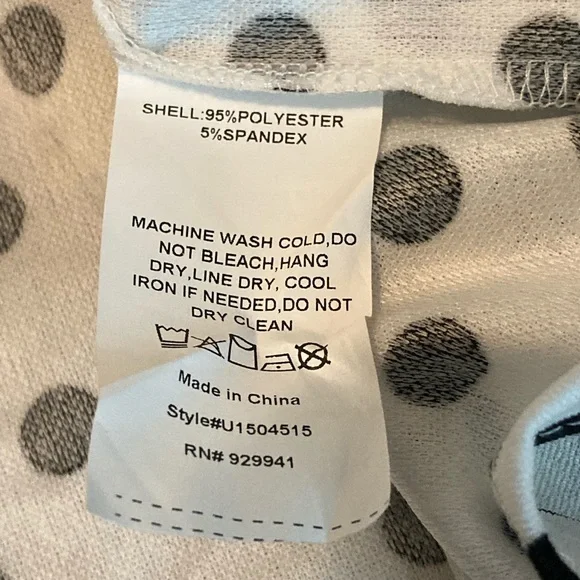 SHELL:95%POLYESTER
5%SPANDEX
MACHINE WASH COLD,DO
NOT BLEACH,HANG
DRY,LINE DRY, COOL
IRON IF NEEDED,DO NOT
DRY CLEAN
Made in China
Style#U1504515
RN# 929941